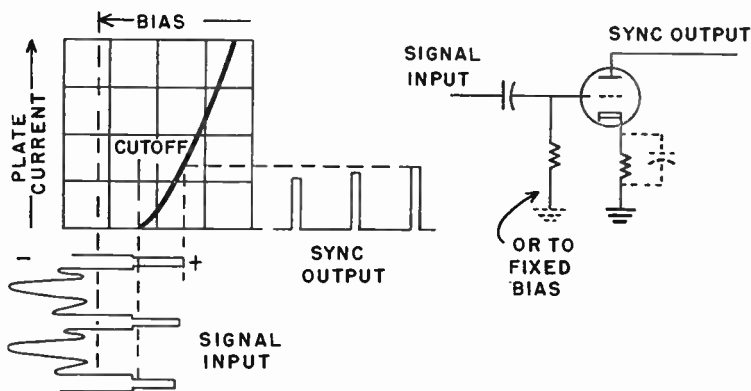 BIAS
PLATE
CURRENT
CUTOFF
SYNC
OUTPUT
-
+
SIGNAL
INPUT
SIGNAL
INPUT
SYNC OUTPUT
OR TO
FIXED
BIAS